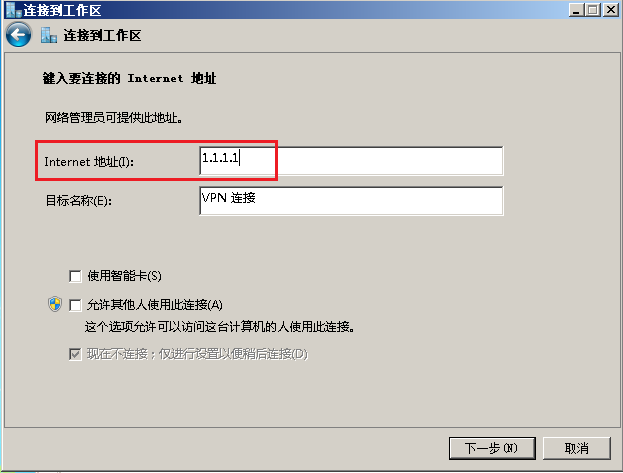 连接到工作区
连接到工作区
键入要连接的 Internet 地址
网络管理员可提供此地址。
Internet 地址(I): 1.1.1.1
目标名称(E): VPN 连接
使用智能卡(S)
允许其他人使用此连接(A)
这个选项允许可以访问这台计算机的人使用此连接。
现在不连接；仅进行设置以便稍后连接(D)
下一步(N) 取消